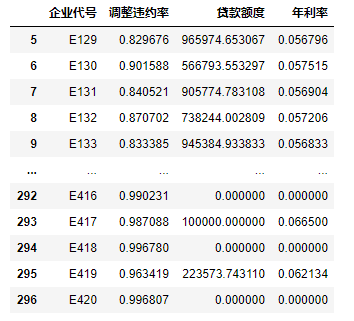 企业代号 调整违约率 贷款额度 年利率
5 E129 0.829676 965974.653067 0.056796
6 E130 0.901588 566793.553297 0.057515
7 E131 0.840521 905774.783108 0.056904
8 E132 0.870702 738244.002809 0.057206
9 E133 0.833385 945384.933833 0.056833
... ... ... ... ...
292 E416 0.990231 0.000000 0.000000
293 E417 0.987088 100000.000000 0.066500
294 E418 0.996780 0.000000 0.000000
295 E419 0.963419 223573.743110 0.062134
296 E420 0.996807 0.000000 0.000000